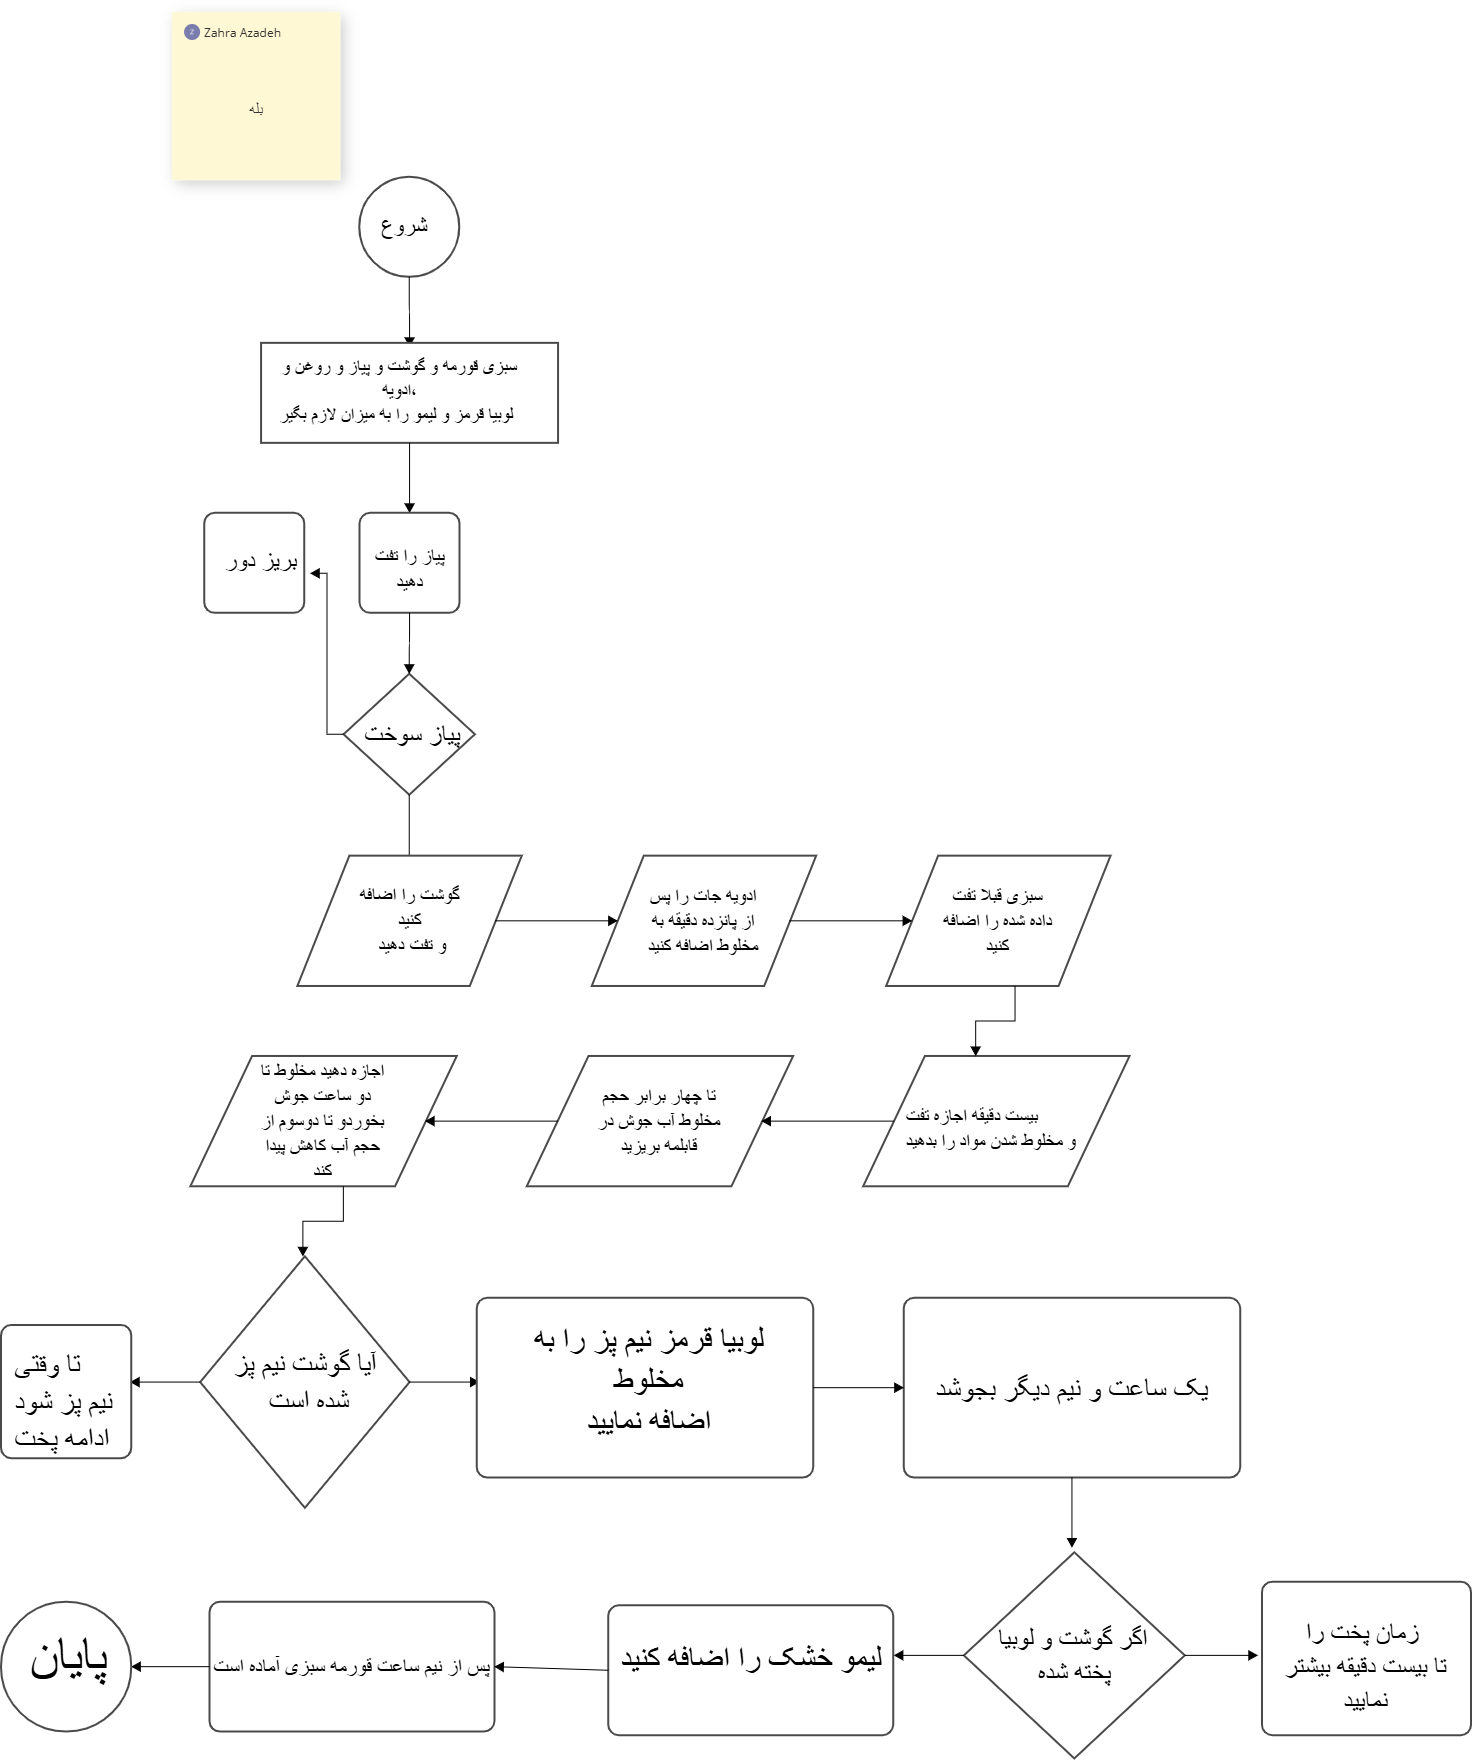 Z Zahra Azadeh
بله
شروع
سبزی قورمه و گوشت و پیاز و روغن و
ادویه،
لوبیا قرمز و لیمو را به میزان لازم بگیر
پیاز را تفت
دهید
بریز دور
پیاز سوخت
گوشت را اضافه
کنید
و تفت دهید
ادویه جات را پس
از پانزده دقیقه به
مخلوط اضافه کنید
سبزی قبلا تفت
داده شده را اضافه
کنید
بیست دقیقه اجازه تفت
و مخلوط شدن مواد را بدهید
تا چهار برابر حجم
مخلوط آب جوش در
قابلمه بریزید
اجازه دهید مخلوط تا
دو ساعت جوش
بخوردو تا دوسوم از
حجم آب کاهش پیدا
کند
آیا گوشت نیم پز
شده است
تا وقتی
نیم پز شود
ادامه پخت
لوبیا قرمز نیم پز را به
مخلوط
اضافه نمایید
یک ساعت و نیم دیگر بجوشد
اگر گوشت و لوبیا
پخته شده
زمان پخت را
تا بیست دقیقه بیشتر
نمایید
لیمو خشک را اضافه کنید
پس از نیم ساعت قورمه سبزی آماده است
پایان